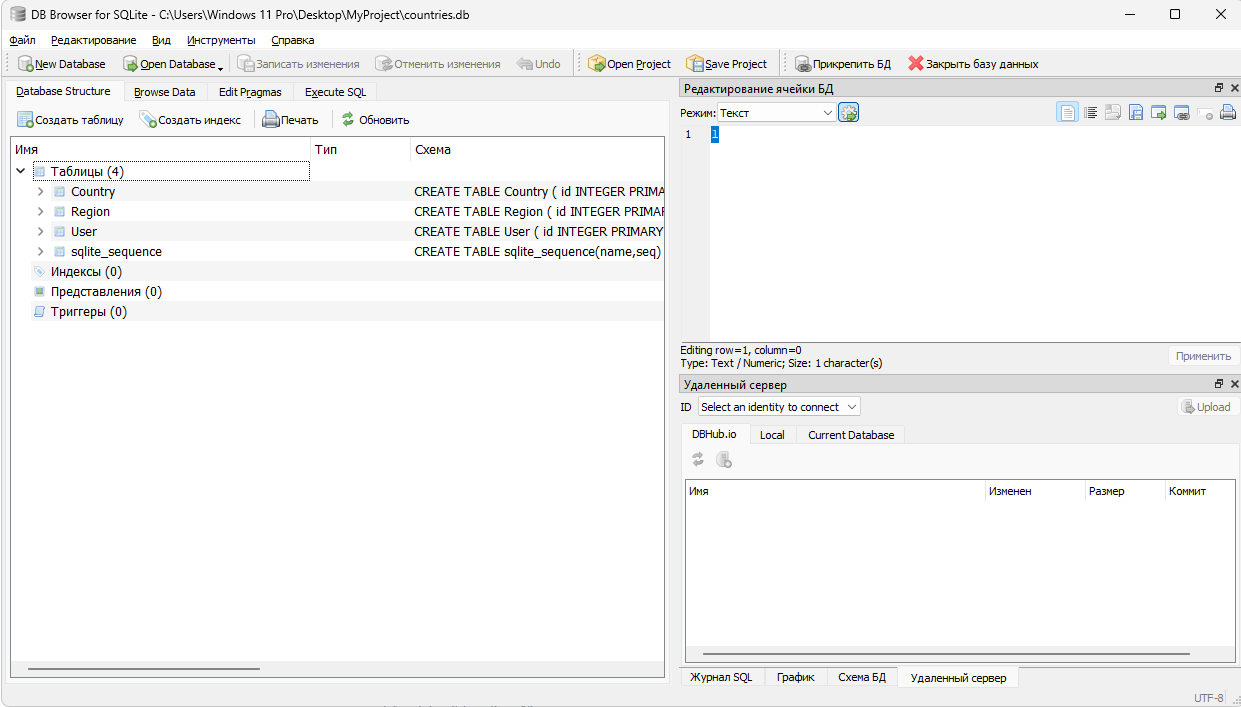 DB Browser for SQLite - C:\Users\Windows 11 Pro\Desktop\MyProject\countries.db
Файл Редактирование Вид Инструменты Справка
New Database Open Database Записать изменения Отменить изменения Undo Open Project Save Project Прикрепить БД Закрыть базу данных
Database Structure Browse Data Edit Pragmas Execute SQL
Создать таблицу Создать индекс Печать Обновить
Имя Тип Схема
Таблицы (4)
Country CREATE TABLE Country ( id INTEGER PRIMA
Region CREATE TABLE Region ( id INTEGER PRIMAR
User CREATE TABLE User ( id INTEGER PRIMARY
sqlite_sequence CREATE TABLE sqlite_sequence(name,seq)
Индексы (0)
Представления (0)
Триггеры (0)
Редактирование ячейки БД
Режим: Текст
1 1
Editing row=1, column=0
Type: Text / Numeric; Size: 1 character(s)
Применить
Удаленный сервер
ID Select an identity to connect Upload
DBHub.io Local Current Database
Имя Изменен Размер Коммит
Журнал SQL График Схема БД Удаленный сервер
UTF-8